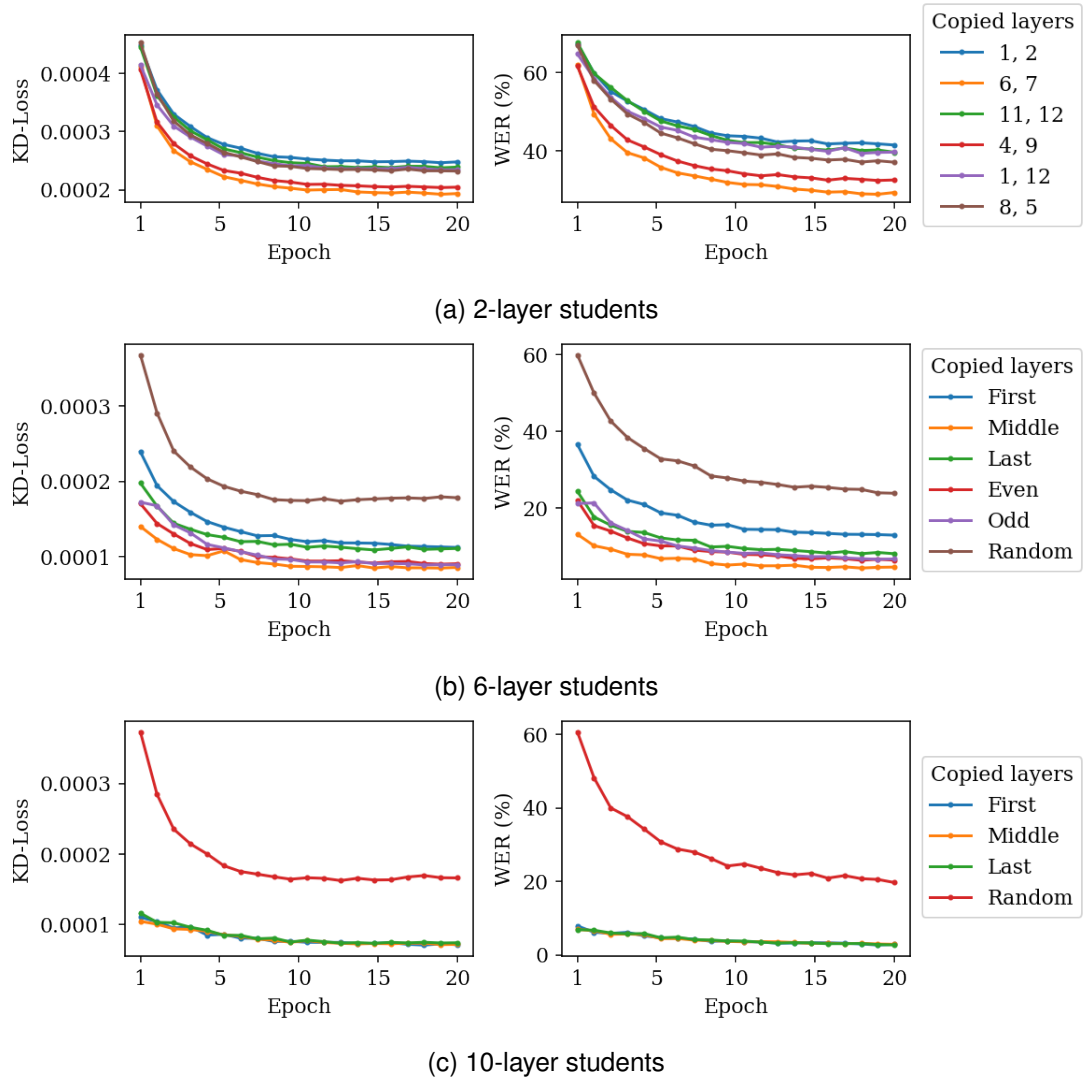 KD-Loss
0.0004
0.0003
0.0002
1 5 10 15 20
Epoch
WER (%)
60
40
1 5 10 15 20
Epoch
Copied layers
1, 2
6, 7
11, 12
4, 9
1, 12
8, 5
(a) 2-layer students
KD-Loss
0.0003
0.0002
0.0001
1 5 10 15 20
Epoch
WER (%)
60
40
20
1 5 10 15 20
Epoch
Copied layers
First
Middle
Last
Even
Odd
Random
(b) 6-layer students
KD-Loss
0.0003
0.0002
0.0001
1 5 10 15 20
Epoch
WER (%)
60
40
20
0
1 5 10 15 20
Epoch
Copied layers
First
Middle
Last
Random
(c) 10-layer students